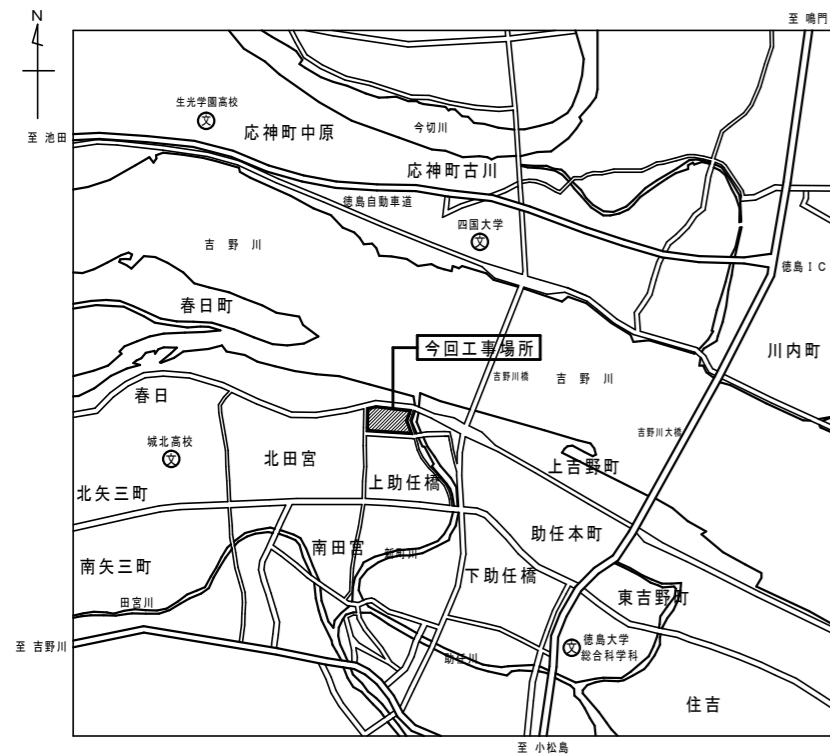 N
至 鳴門
生光学園高校
文
応神町中原
今切川
至 池田
応神町古川
徳島自動車道
四国大学
文
吉野川
徳島IC
春日町
今回工事場所
川内町
吉野川橋
吉野川
春日
吉野川大橋
城北高校
文
北田宮
上助任橋
上吉野町
北矢三町
助任本町
南田宮
新町川
南矢三町
下助任橋
東吉野町
田宮川
至 吉野川
文
徳島大学
総合科学科
助任川
住吉
至 小松島